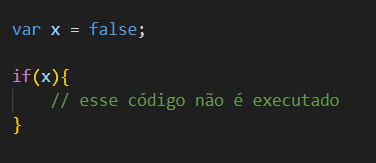 var x = false;
if(x){
// esse código não é executado
}